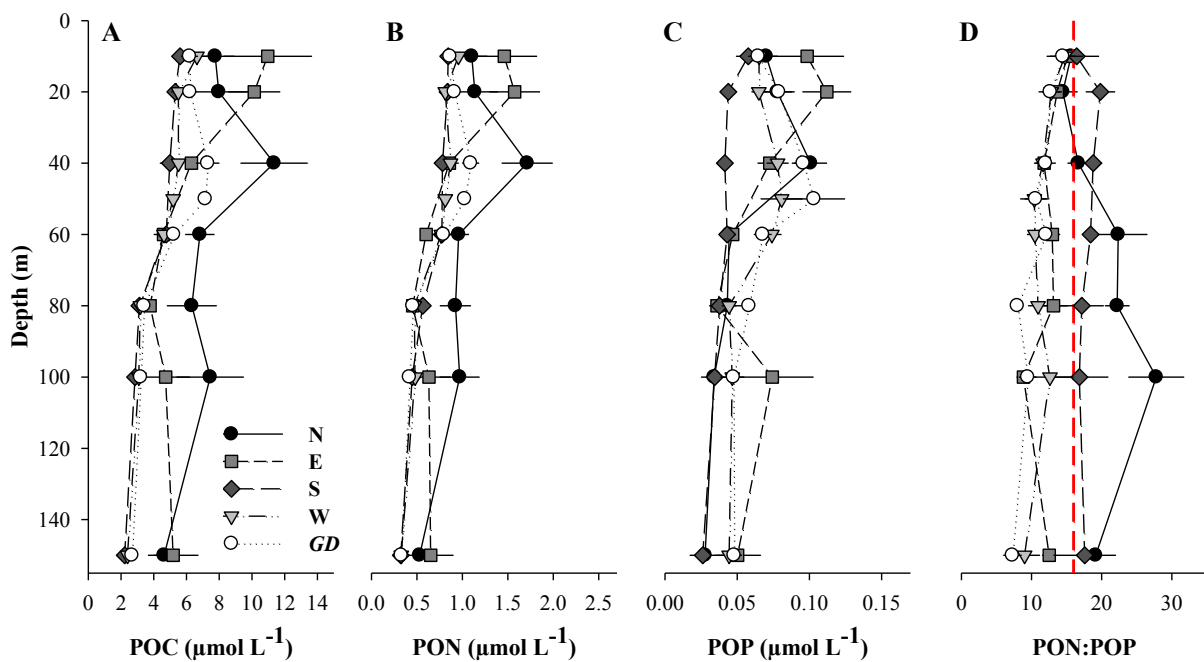 A B C D
0
20
40
60
80
100
120
140
Depth (m)
N
E
S
W
GD
0 2 4 6 8 10 12 14 0.0 0.5 1.0 1.5 2.0 2.5 0.00 0.05 0.10 0.15 0 10 20 30
POC (µmol L⁻¹) PON (µmol L⁻¹) POP (µmol L⁻¹) PON:POP